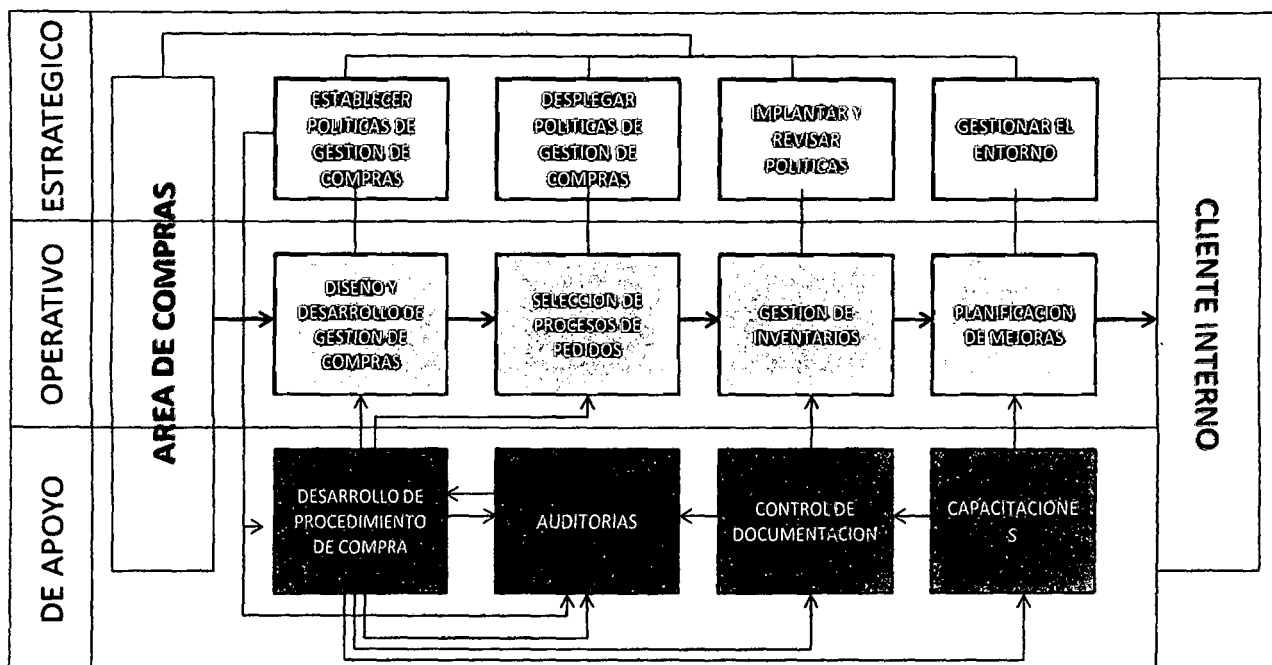 ESTRATEGICO
ESTABLECER
POLITICAS DE
GESTION DE
COMPRAS
DESPLEGAR
POLITICAS DE
GESTION DE
COMPRAS
IMPLANTAR Y
REVISAR
POLITICAS
GESTIONAR EL
ENTORNO
AREA DE COMPRAS
CLIENTE INTERNO
OPERATIVO
DISEÑO Y
DESARROLLO DE
GESTION DE
COMPRAS
SELECCION DE
PROCESOS DE
PEDIDOS
GESTION DE
INVENTARIOS
PLANIFICACION
DE MEJORAS
DE APOYO
DESARROLLO DE
PROCEDIMIENTO
DE COMPRA
AUDITORIAS
CONTROL DE
DOCUMENTACION
CAPACITACIONE
S